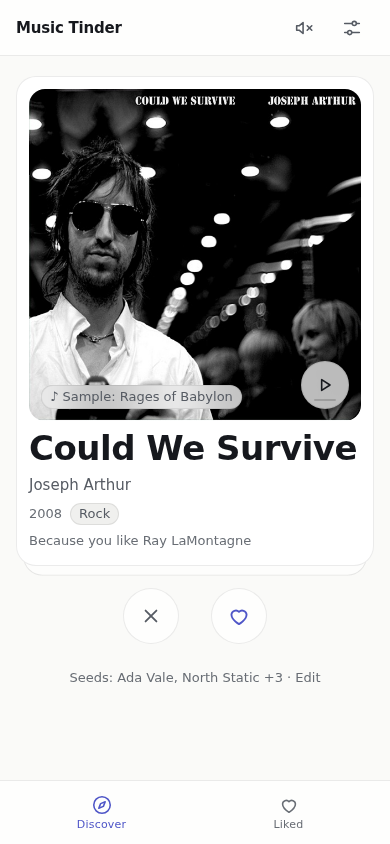 Music Tinder
COULD WE SURVIVE JOSEPH ARTHUR
♪ Sample: Rages of Babylon
Could We Survive
Joseph Arthur
2008 Rock
Because you like Ray LaMontagne
Seeds: Ada Vale, North Static +3 · Edit
Discover Liked